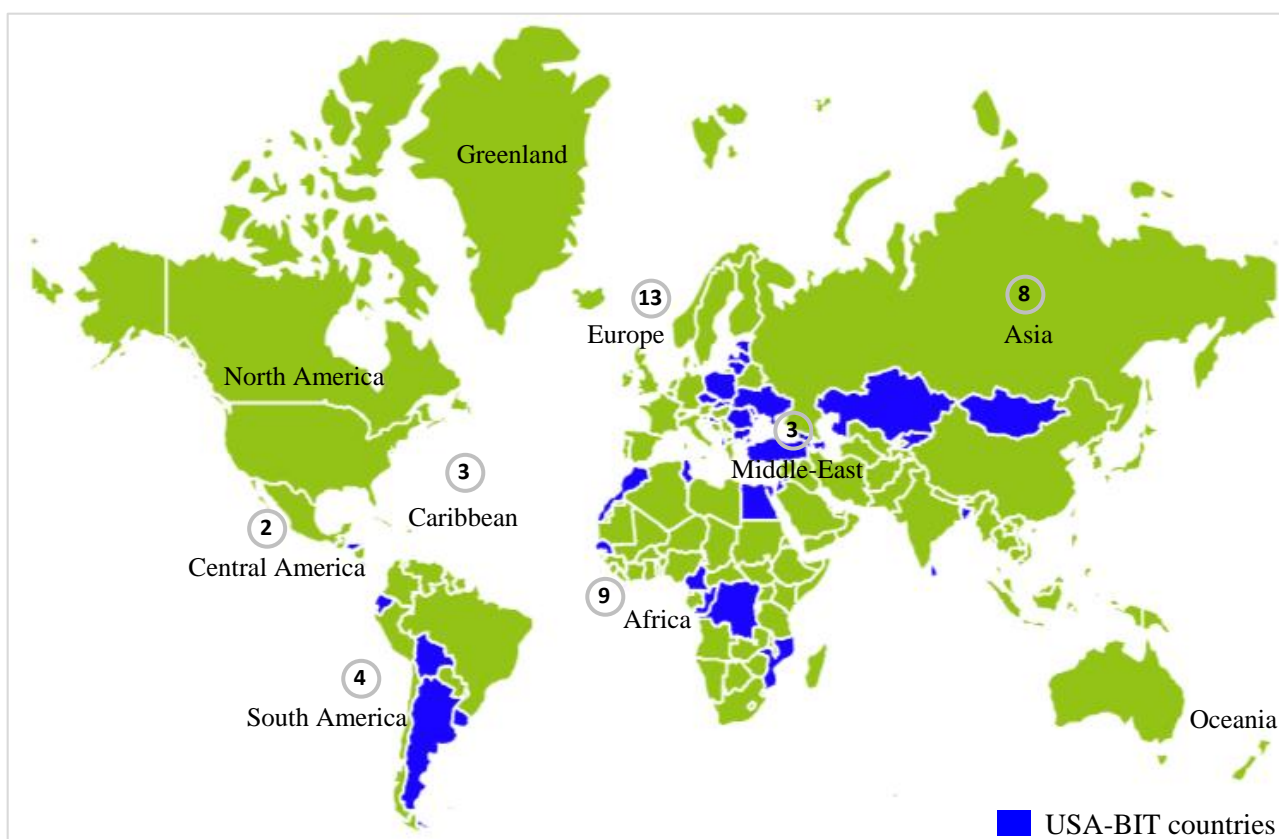 Greenland
13
Europe
8
Asia
North America
3
Middle-East
3
Caribbean
2
Central America
9
Africa
4
South America
Oceania
USA-BIT countries